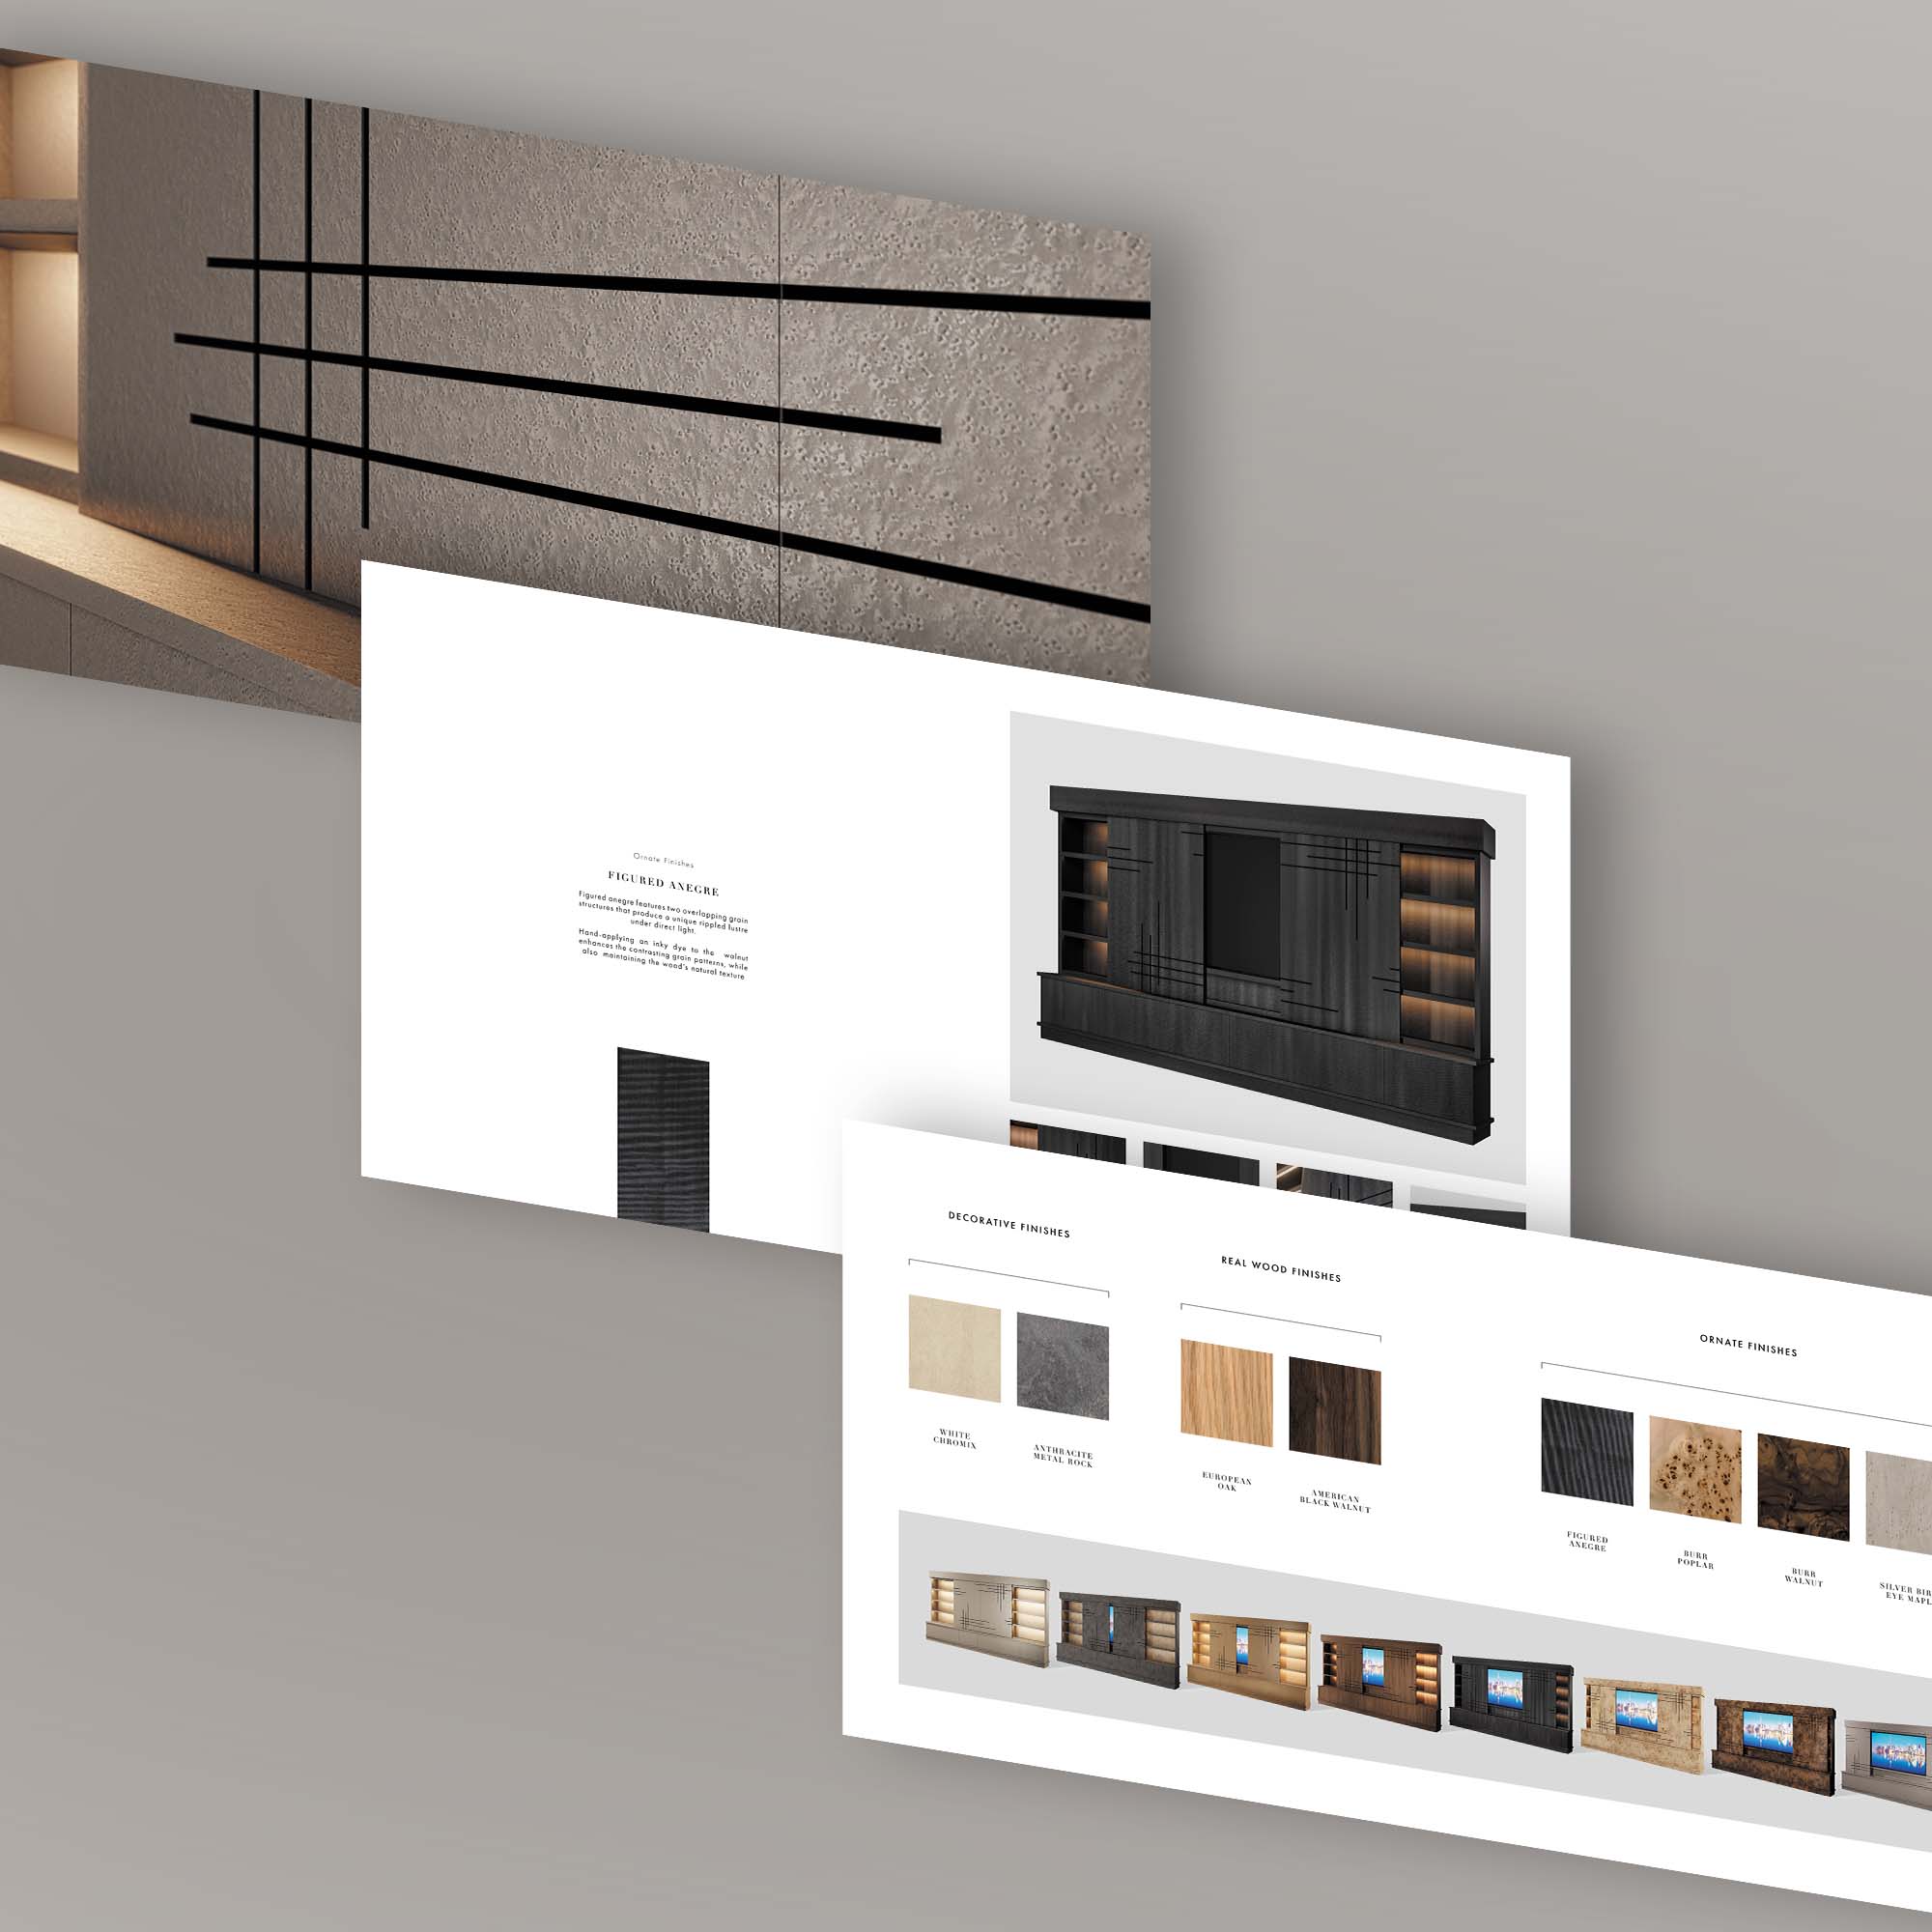 Ornate Finishes
FIGURED ANEGRE
Figured anegre features two overlapping grain
structures that produce a unique rippled lustre
under direct light.
Hand-applying an inky dye to the walnut
enhances the contrasting grain patterns, while
also maintaining the wood's natural texture
DECORATIVE FINISHES
WHITE
CHROMIX
ANTHRACITE
METAL ROCK
REAL WOOD FINISHES
EUROPEAN
OAK
AMERICAN
BLACK WALNUT
ORNATE FINISHES
FIGURED
ANEGRE
BURR
POPLAR
BURR
WALNUT
SILVER BIR
EYE MAPL